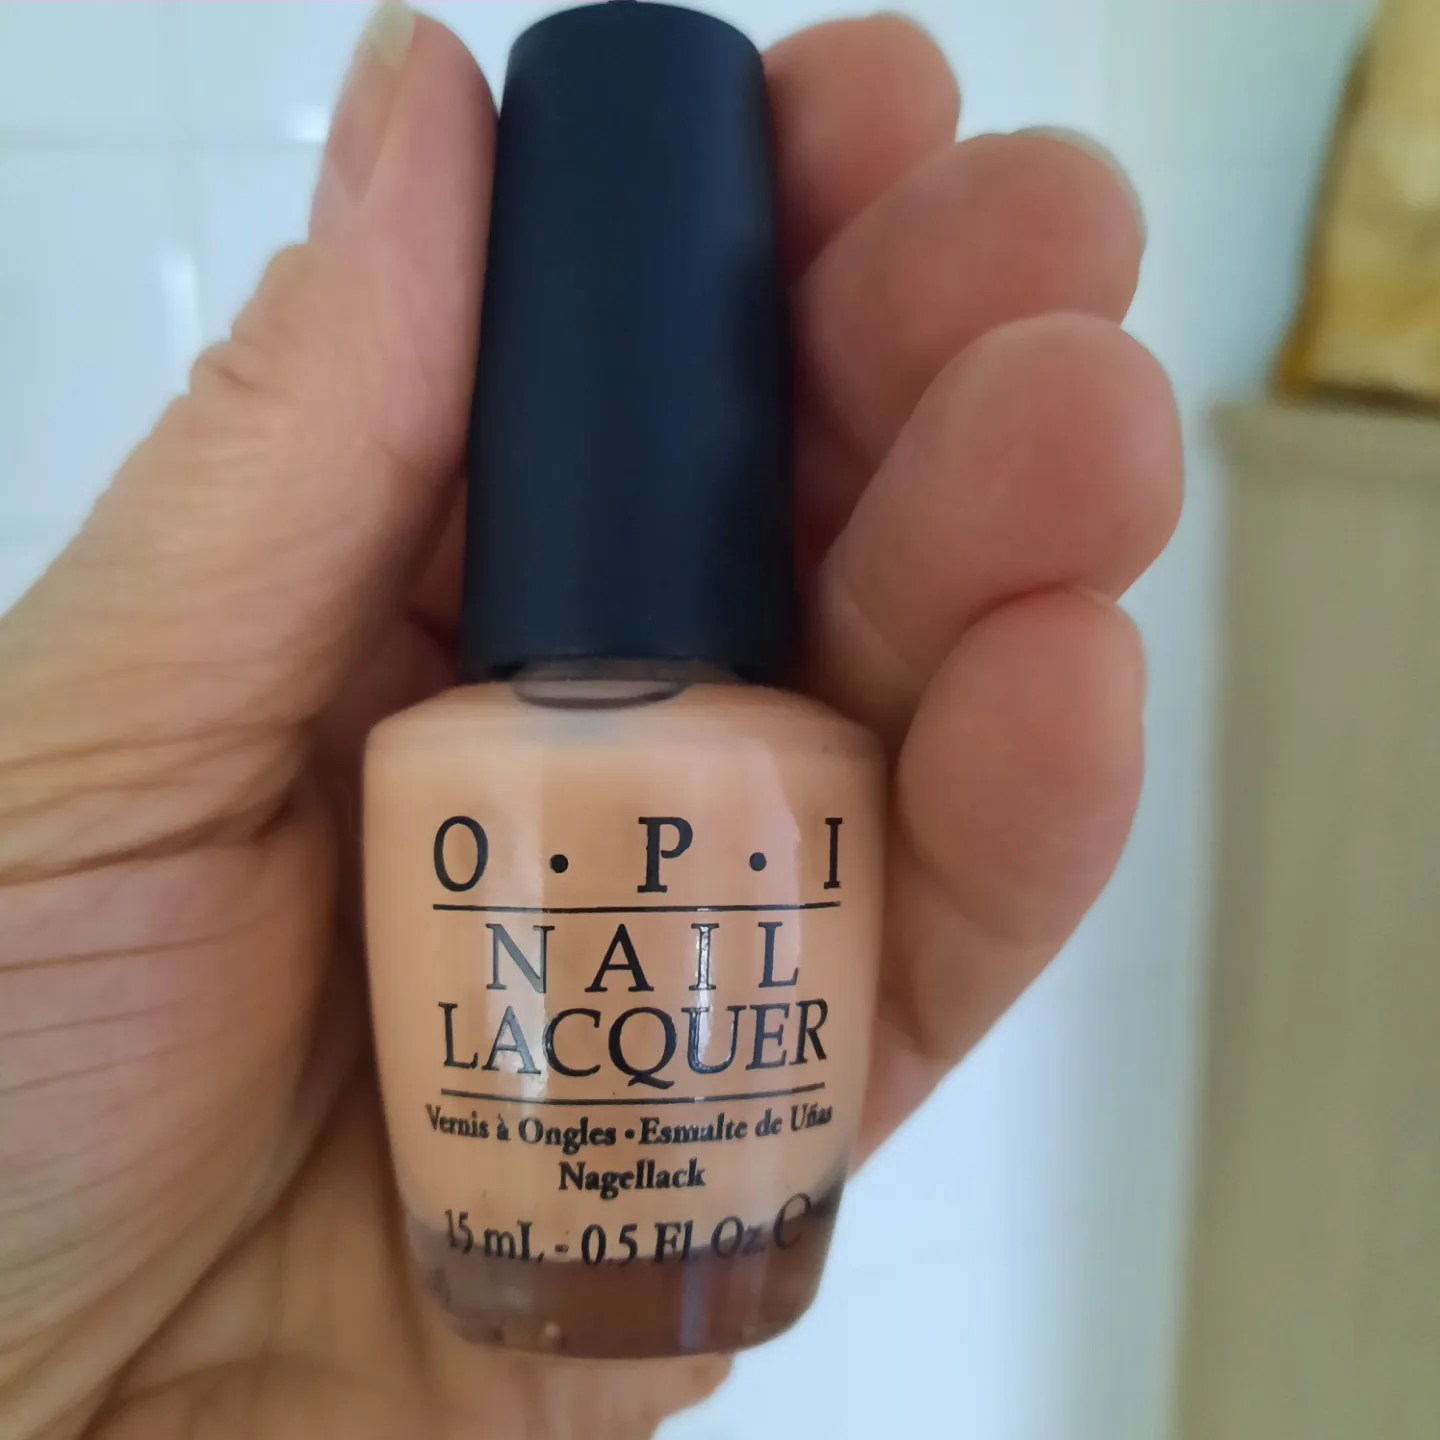 O · P · I
NAIL
LACQUER
Vernis à Ongles • Esmalte de Uñas
Nagellack
15 mL - 0.5 Fl. Oz